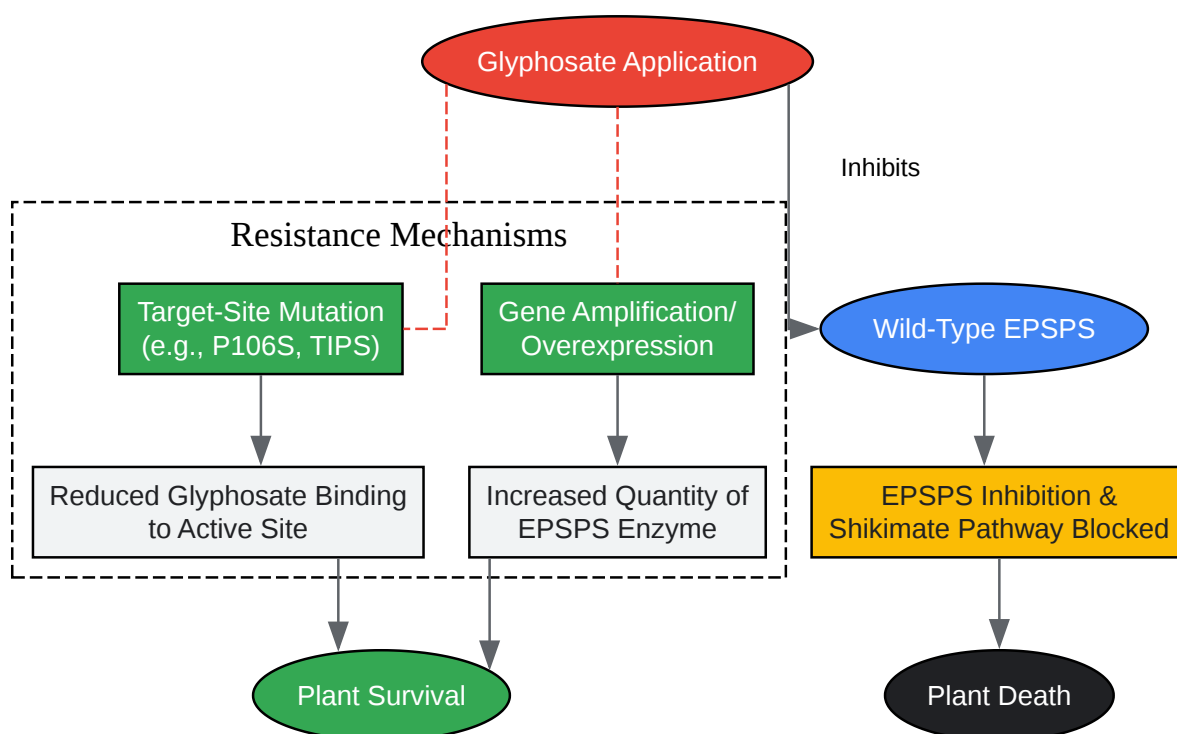 Glyphosate Application
Inhibits
Resistance Mechanisms
Target-Site Mutation
(e.g., P106S, TIPS)
Gene Amplification/
Overexpression
Wild-Type EPSPS
Reduced Glyphosate Binding
to Active Site
Increased Quantity of
EPSPS Enzyme
EPSPS Inhibition &
Shikimate Pathway Blocked
Plant Survival
Plant Death